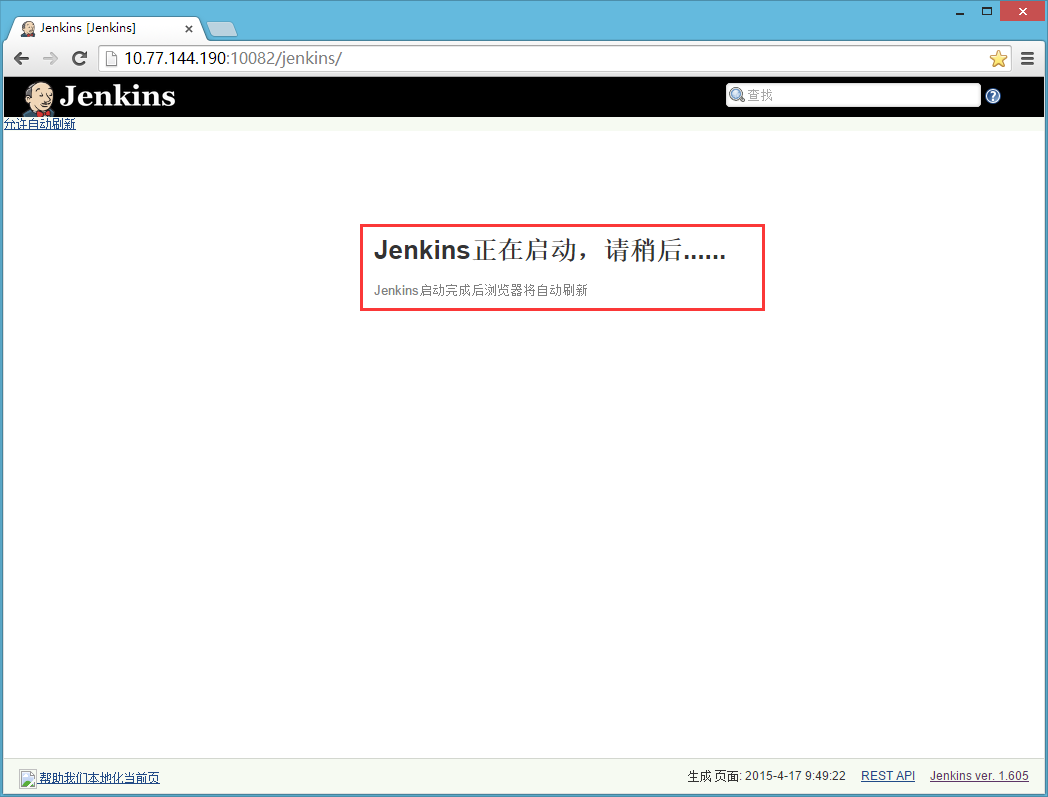 Jenkins [Jenkins]
10.77.144.190:10082/jenkins/
Jenkins
查找
允许自动刷新
Jenkins正在启动，请稍后......
Jenkins启动完成后浏览器将自动刷新
帮助我们本地化当前页
生成页面: 2015-4-17 9:49:22 REST API Jenkins ver. 1.605